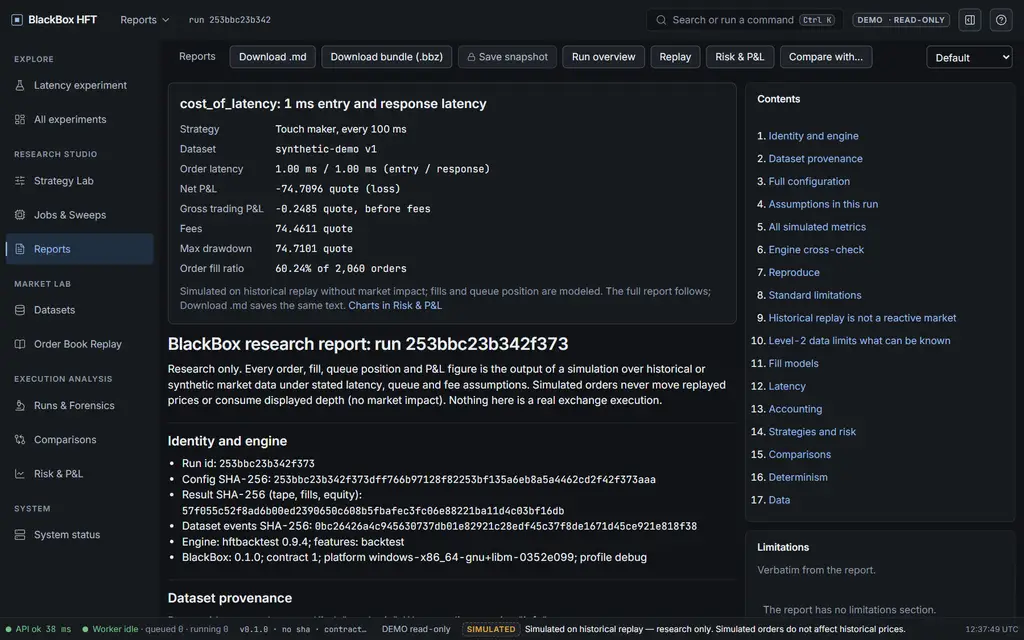 BlackBox HFT
Reports
run 253bbc23b342
Search or run a command
Ctrl K
DEMO · READ-ONLY
EXPLORE
Latency experiment
All experiments
RESEARCH STUDIO
Strategy Lab
Jobs & Sweeps
Reports
MARKET LAB
Datasets
Order Book Replay
EXECUTION ANALYSIS
Runs & Forensics
Comparisons
Risk & P&L
SYSTEM
System status
Reports
Download .md
Download bundle (.bbz)
Save snapshot
Run overview
Replay
Risk & P&L
Compare with...
Default
cost_of_latency: 1 ms entry and response latency
Strategy Touch maker, every 100 ms
Dataset synthetic-demo v1
Order latency 1.00 ms / 1.00 ms (entry / response)
Net P&L -74.7096 quote (loss)
Gross trading P&L -0.2485 quote, before fees
Fees 74.4611 quote
Max drawdown 74.7101 quote
Order fill ratio 60.24% of 2,060 orders
Simulated on historical replay without market impact; fills and queue position are modeled. The full report follows;
Download .md saves the same text. Charts in Risk & P&L
BlackBox research report: run 253bbc23b342f373
Research only. Every order, fill, queue position and P&L figure is the output of a simulation over historical or
synthetic market data under stated latency, queue and fee assumptions. Simulated orders never move replayed
prices or consume displayed depth (no market impact). Nothing here is a real exchange execution.
Identity and engine
• Run id: 253bbc23b342f373
• Config SHA-256: 253bbc23b342f373dff766b97128f82253bf135a6eb8a5a4462cd2f42f373aaa
• Result SHA-256 (tape, fills, equity):
57f055c52f8ad6b00ed2390650c608b5fbafec3fc06e88221ba11d4c03bf16db
• Dataset events SHA-256: 0bc26426a4c945630737db01e82921c28edf45c37f8de1671d45ce921e818f38
• Engine: hftbacktest 0.9.4; features: backtest
• BlackBox: 0.1.0; contract 1; platform windows-x86_64-gnu+libm-0352e099; profile debug
Dataset provenance
Contents
1. Identity and engine
2. Dataset provenance
3. Full configuration
4. Assumptions in this run
5. All simulated metrics
6. Engine cross-check
7. Reproduce
8. Standard limitations
9. Historical replay is not a reactive market
10. Level-2 data limits what can be known
11. Fill models
12. Latency
13. Accounting
14. Strategies and risk
15. Comparisons
16. Determinism
17. Data
Limitations
Verbatim from the report.
The report has no limitations section.
API ok 38 ms
Worker idle · queued 0 · running 0
v0.1.0 · no sha · contract…
DEMO read-only
SIMULATED
Simulated on historical replay — research only. Simulated orders do not affect historical prices.
12:37:49 UTC